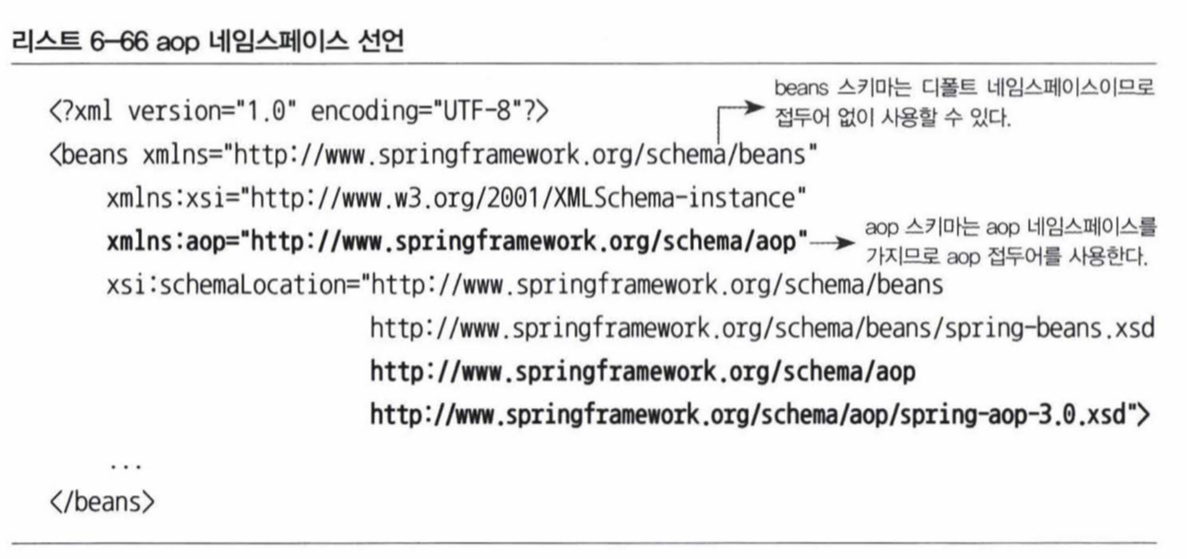 리스트 6-66 aop 네임스페이스 선언
beans 스키마는 디폴트 네임스페이스이므로
접두어 없이 사용할 수 있다.
<?xml version="1.0" encoding="UTF-8"?>
<beans xmlns="http://www.springframework.org/schema/beans"
xmlns:xsi="http://www.w3.org/2001/XMLSchema-instance"
xmlns:aop="http://www.springframework.org/schema/aop"
aop 스키마는 aop 네임스페이스를
가지므로 aop 접두어를 사용한다.
xsi:schemaLocation="http://www.springframework.org/schema/beans
http://www.springframework.org/schema/beans/spring-beans.xsd
http://www.springframework.org/schema/aop
http://www.springframework.org/schema/aop/spring-aop-3.0.xsd">
...
</beans>